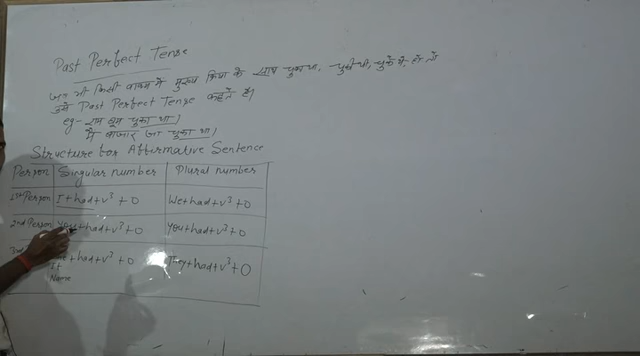 Past Perfect Tense
जब भी किसी वाक्य में मुख्य क्रिया के साथ चुका था, चुकी थी, चुके थे, हो तो
उसे Past Perfect Tense कहते है।
eg- राम घूम चुका था।
मैं बाजार जा चुका था।
Structure for Affirmative Sentence
Person Singular number Plural number
1st Person I+had+v³+O We+had+v³+O
2nd Person You+had+v³+O You+had+v³+O
+had+v³+O They+had+v³+O
It
Name